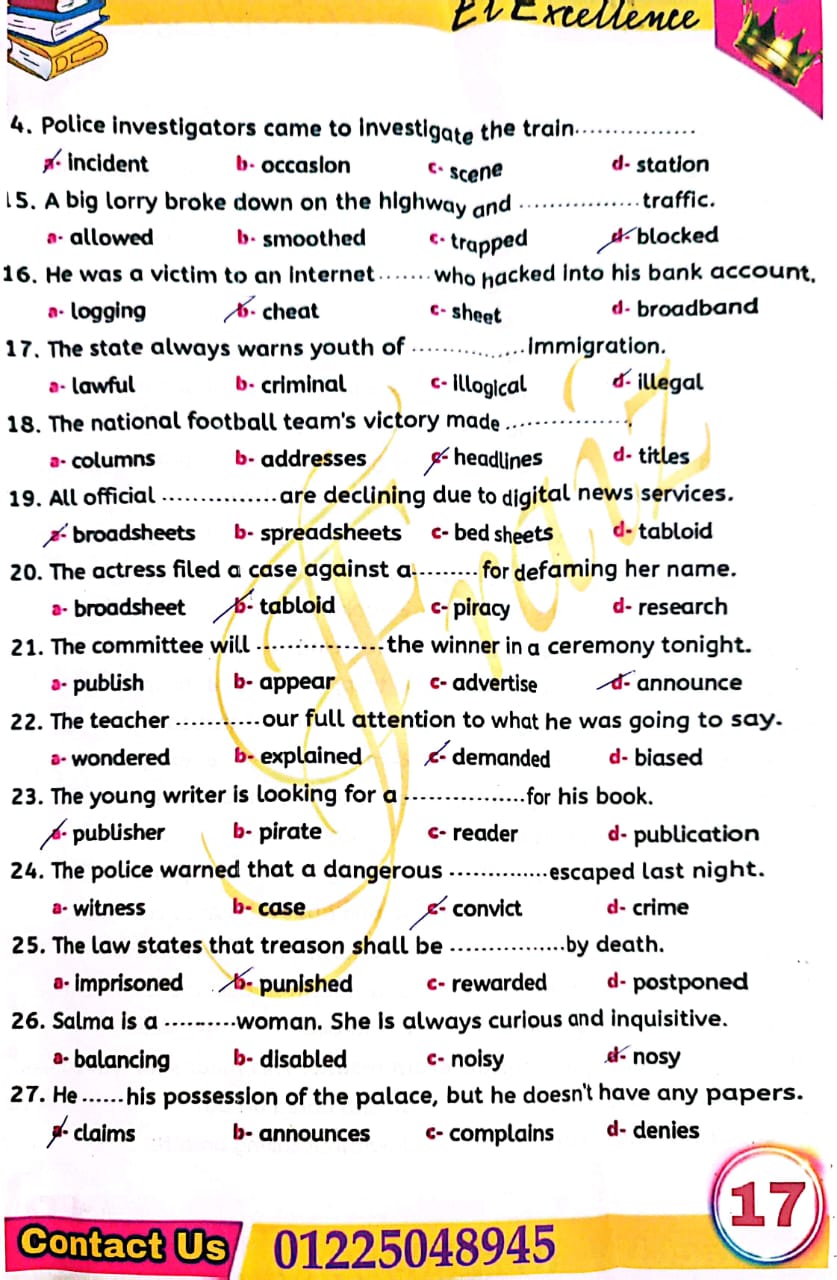 El Excellence
4. Police investigators came to investigate the train................
a- incident b- occasion c- scene d- station
15. A big lorry broke down on the highway and ................ traffic.
a- allowed b- smoothed c- trapped d- blocked
16. He was a victim to an internet ....... who hacked into his bank account.
a- logging b- cheat c- sheet d- broadband
17. The state always warns youth of ............... immigration.
a- lawful b- criminal c- illogical d- illegal
18. The national football team's victory made ................
a- columns b- addresses c- headlines d- titles
19. All official ............... are declining due to digital news services.
a- broadsheets b- spreadsheets c- bed sheets d- tabloid
20. The actress filed a case against a......... for defaming her name.
a- broadsheet b- tabloid c- piracy d- research
21. The committee will ................ the winner in a ceremony tonight.
a- publish b- appear c- advertise d- announce
22. The teacher ........... our full attention to what he was going to say.
a- wondered b- explained c- demanded d- biased
23. The young writer is looking for a ................ for his book.
a- publisher b- pirate c- reader d- publication
24. The police warned that a dangerous ............. escaped last night.
a- witness b- case c- convict d- crime
25. The law states that treason shall be ............... by death.
a- imprisoned b- punished c- rewarded d- postponed
26. Salma is a .......... woman. She is always curious and inquisitive.
a- balancing b- disabled c- noisy d- nosy
27. He ...... his possession of the palace, but he doesn't have any papers.
a- claims b- announces c- complains d- denies
17
Contact Us 01225048945